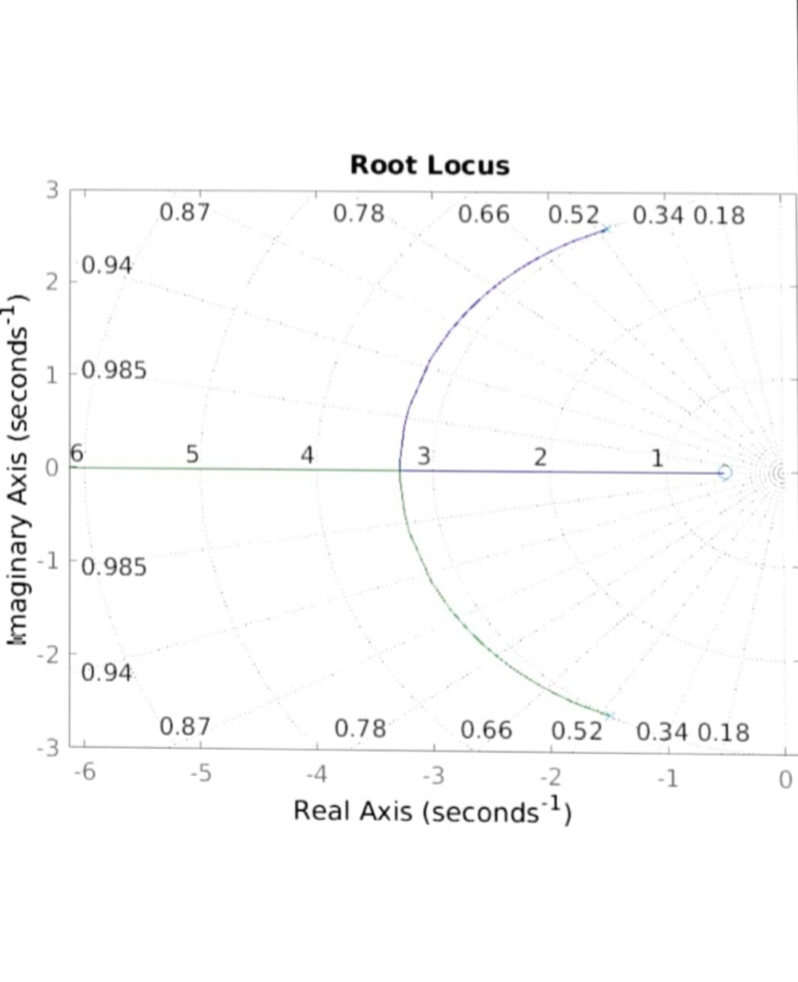 Root Locus
3
0.87 0.78 0.66 0.52 0.34 0.18
0.94
2
1
0.985
6 5 4 3 2 1
0
-1
0.985
-2
0.94
0.87 0.78 0.66 0.52 0.34 0.18
-3
-6 -5 -4 -3 -2 -1 0
Real Axis (seconds-1)
Imaginary Axis (seconds-1)